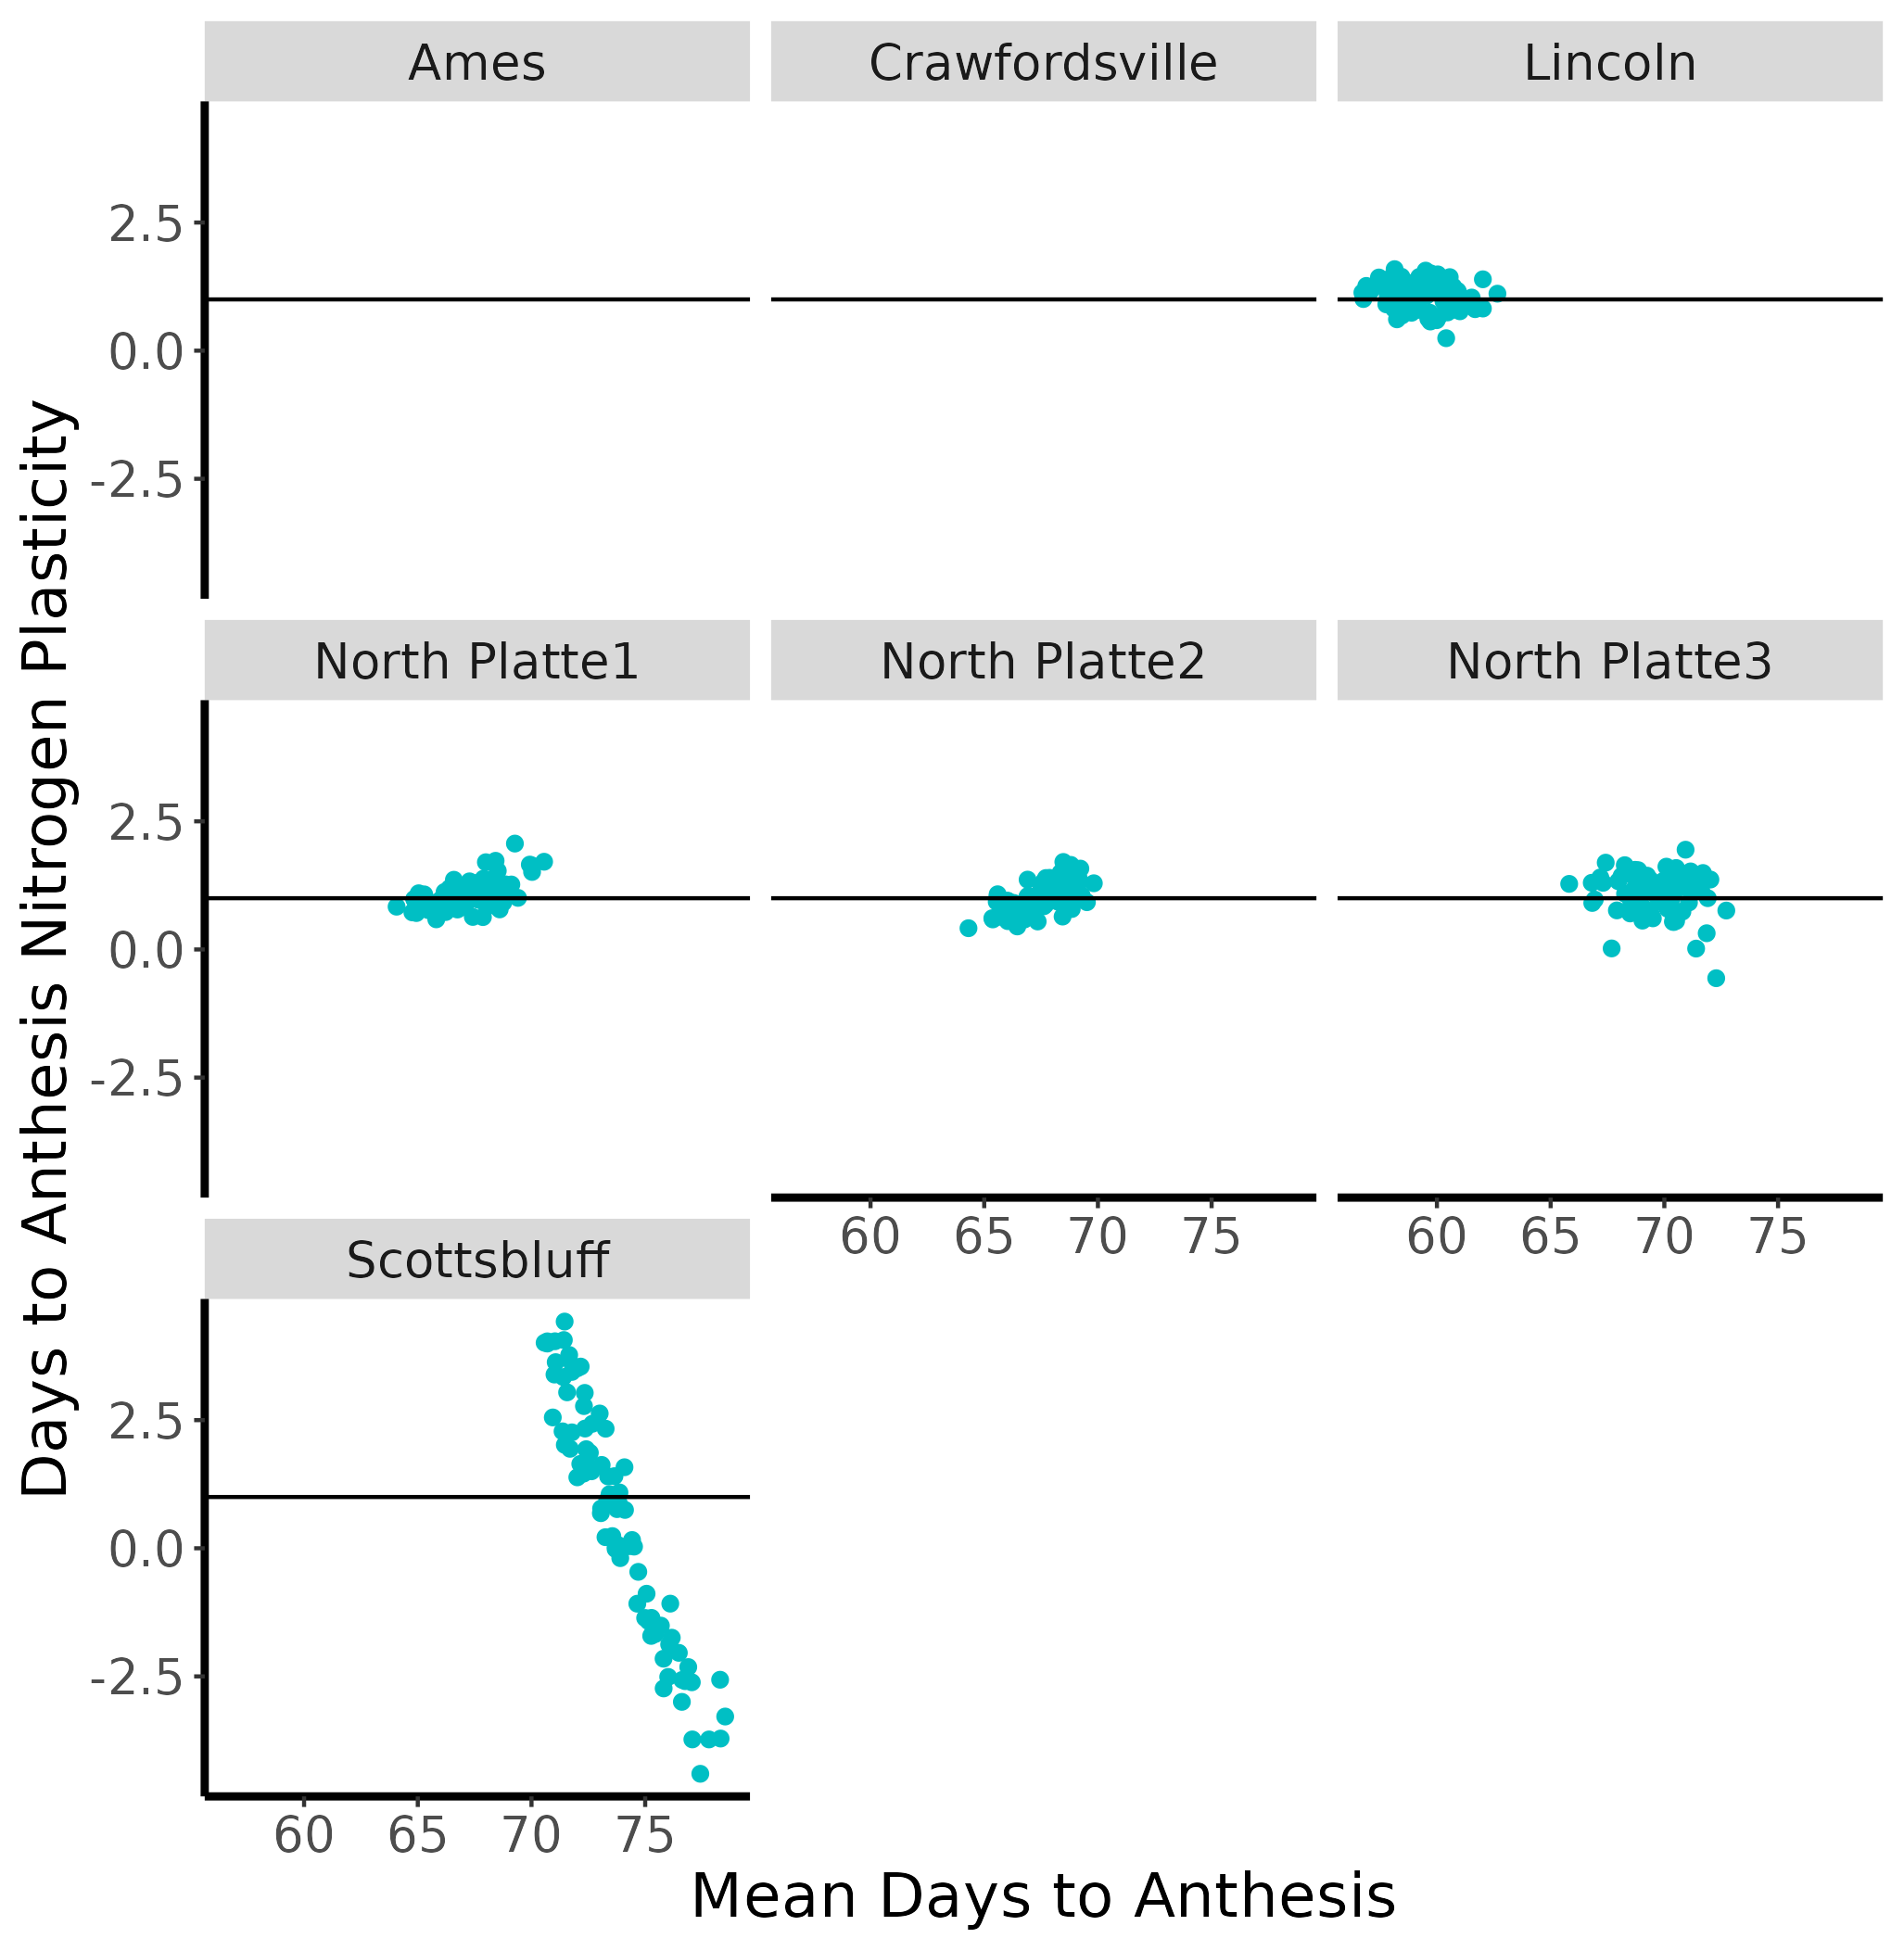 Ames
Crawfordsville
Lincoln
2.5
0.0
-2.5
North Platte1
North Platte2
North Platte3
2.5
0.0
-2.5
60 65 70 75
60 65 70 75
Scottsbluff
2.5
0.0
-2.5
60 65 70 75
Mean Days to Anthesis
Days to Anthesis Nitrogen Plasticity